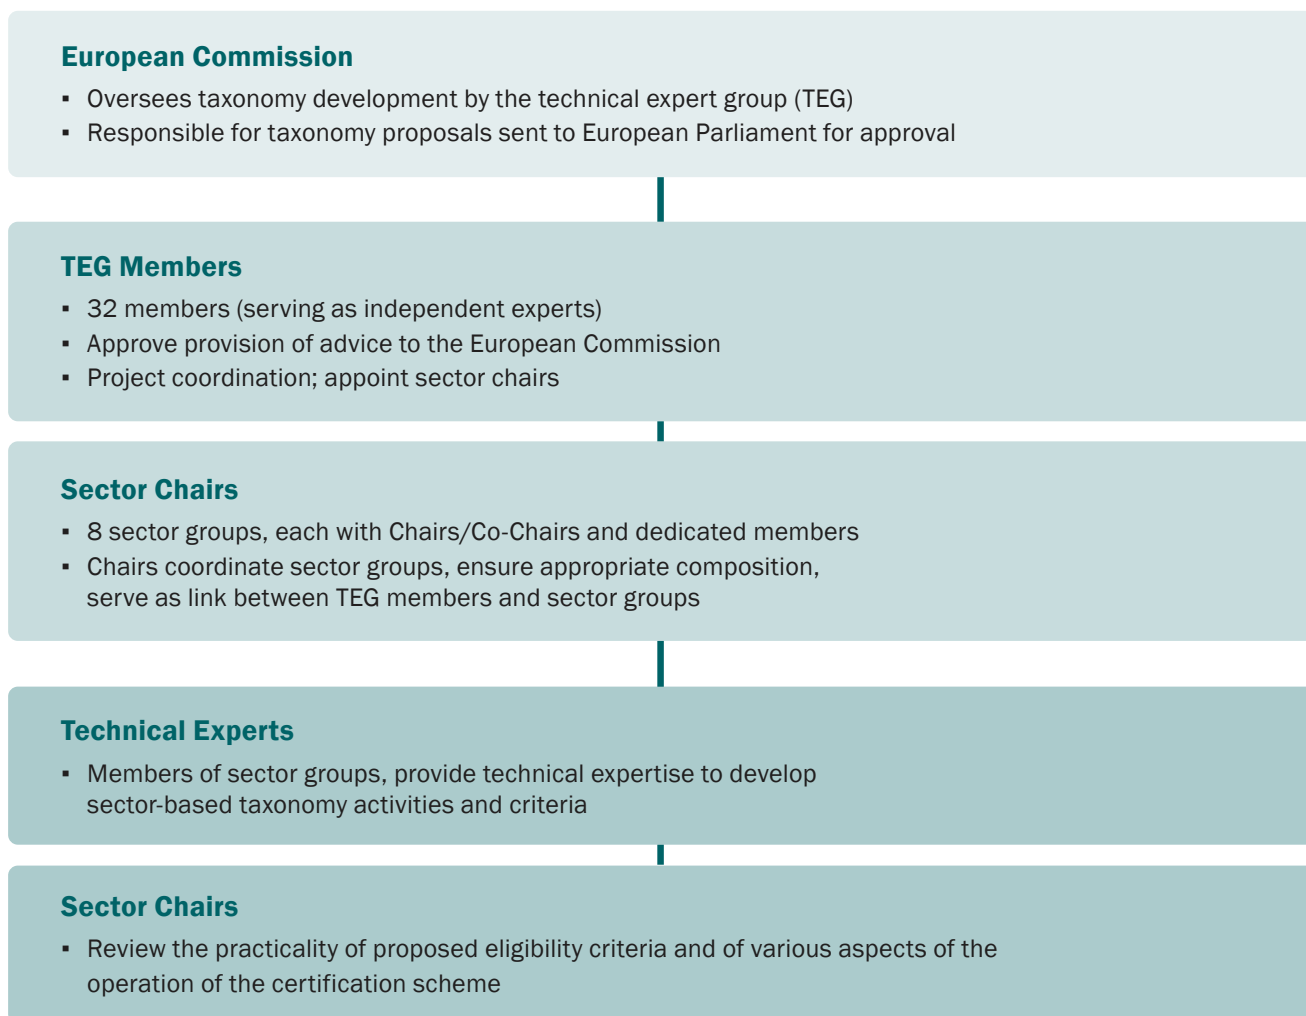 European Commission
▪ Oversees taxonomy development by the technical expert group (TEG)
▪ Responsible for taxonomy proposals sent to European Parliament for approval
TEG Members
▪ 32 members (serving as independent experts)
▪ Approve provision of advice to the European Commission
▪ Project coordination; appoint sector chairs
Sector Chairs
▪ 8 sector groups, each with Chairs/Co-Chairs and dedicated members
▪ Chairs coordinate sector groups, ensure appropriate composition,
serve as link between TEG members and sector groups
Technical Experts
▪ Members of sector groups, provide technical expertise to develop
sector-based taxonomy activities and criteria
Sector Chairs
▪ Review the practicality of proposed eligibility criteria and of various aspects of the
operation of the certification scheme